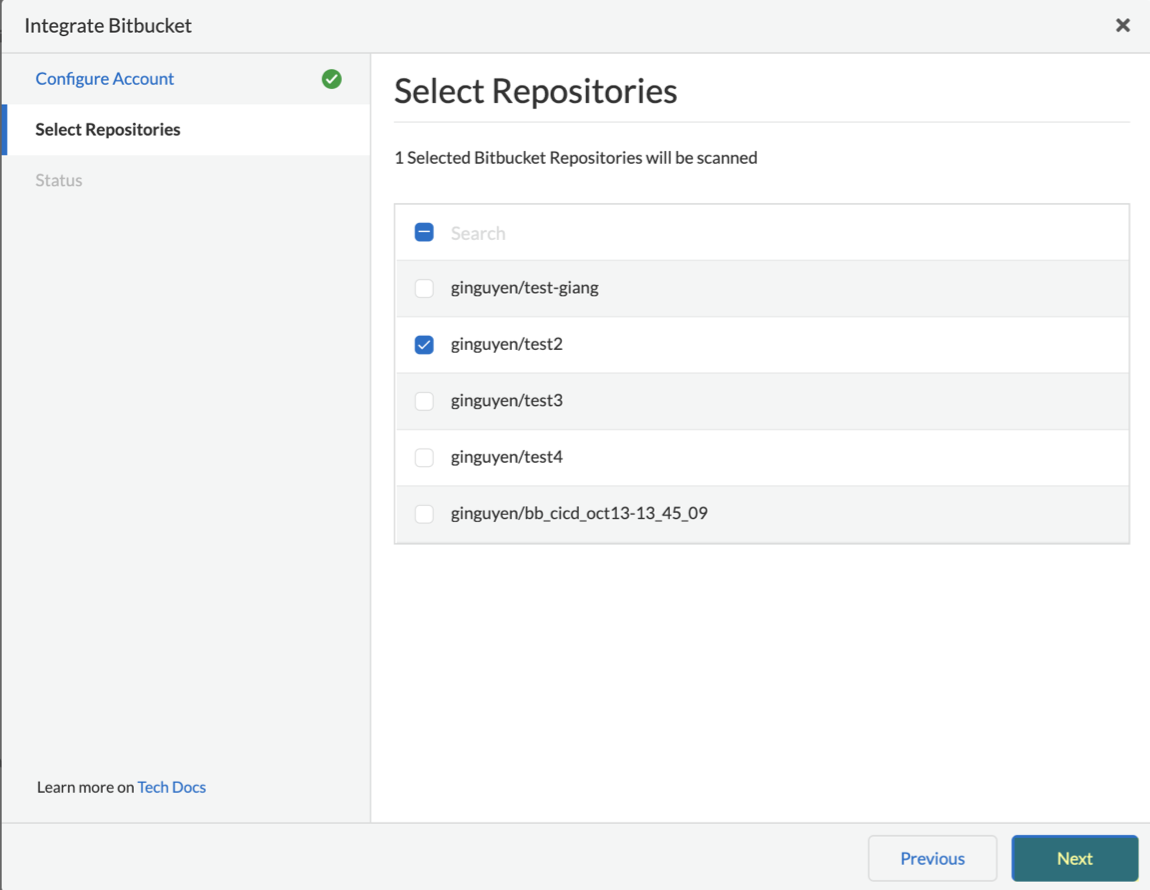 Integrate Bitbucket
Configure Account
Select Repositories
Status
Learn more on Tech Docs
Select Repositories
1 Selected Bitbucket Repositories will be scanned
Search
ginguyen/test-giang
ginguyen/test2
ginguyen/test3
ginguyen/test4
ginguyen/bb_cicd_oct13-13_45_09
Previous
Next